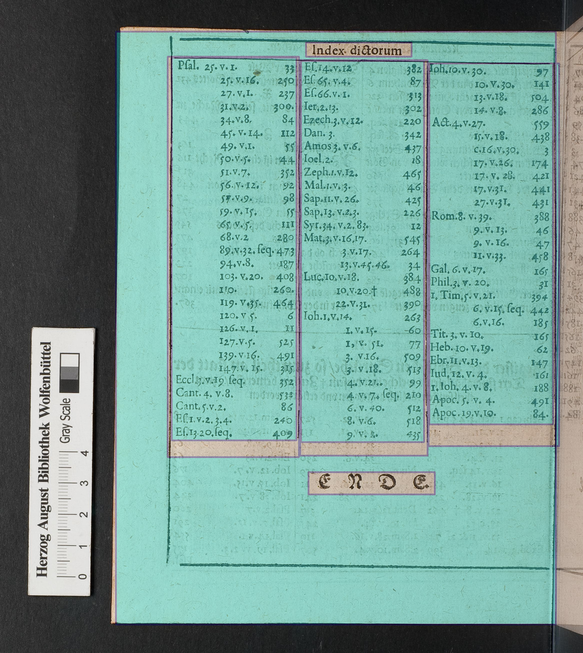 Index dictorum
Psal. 25. v. 1. 33
25. v. 16. 250
27. v. 1. 237
31. v. 2. 300.
34. v. 8. 84
45. v. 14. 112
49. v. 1. 55
50. v. 5. 44
51. v. 7. 352
56. v. 12. 92
58. v. 9. 98
59. v. 15. 55
65. v. 5. 111
68. v. 2 280
89. v. 32. seq. 473
94. v. 8. 187
103. v. 20. 408
110. 260.
119. v. 35. 464
120. v. 5 6
126. v. 1. 11
127. v. 5. 525
139. v. 16. 491
147. v. 15. 315
Eccl. 5. v. 19 seq. 352
Cant. 4. v. 8. 531
Cant. 5. v. 2. 86
Es. 1. v. 2. 3. 4. 240
Es. 13. 20. seq. 409
Es. 14. v. 12 382
Es. 65. v. 4. 87
Es. 66. v. 1. 313
Ier. 2. 13. 302
Ezech. 3. v. 12. 220
Dan. 3. 342
Amos 3. v. 6. 437
Ioel. 2. 18
Zeph. 1. v. 12. 465
Mal. 1. v. 3. 46
Sap. 11. v. 26. 425
Sap. 13. v. 2. 3. 226
Syr. 34. v. 2. 83. 12
Mat. 3. v. 16. 17. 545
3. v. 17. 264
13. v. 45. 46. 34
Luc. 10. v. 18. 384
10. v. 20. † 488
22. v. 31. 390
Ioh. 1. v. 14. 263
1. v. 15. 60
1. v. 51. 77
3. v. 16. 509
3. v. 18. 515
4. v. 21. 99
4. v. 7. seq. 210
6. v. 40. 512
8. v. 6. 518
9. v. 2. 435
Ioh. 10. v. 30. 97
10. v. 30. 141
13. v. 18. 504
14. v. 8. 286
Act. 4. v. 27. 559
15. v. 18. 438
c. 16. v. 30. 3
17. v. 26. 174
17. v. 28. 421
17. v. 31. 441
27. v. 31. 431
Rom. 8. v. 39. 388
9. v. 13. 46
9. v. 16. 47
11. v. 33. 458
Gal. 6. v. 17. 165
Phil. 3. v. 20. 31
1. Tim. 5. v. 21. 394
6. v. 15. seq. 442
6. v. 16. 185
Tit. 3. v. 10. 165
Heb. 10. v. 19. 62
Ebr. 11. v. 13. 147
Iud. 12. v. 4. 161
1. Ioh. 4. v. 8. 188
Apoc. 5. v. 4. 491
Apoc. 19. v. 10. 84.
E N D E.
Herzog August Bibliothek Wolfenbüttel
Gray Scale
0 1 2 3 4